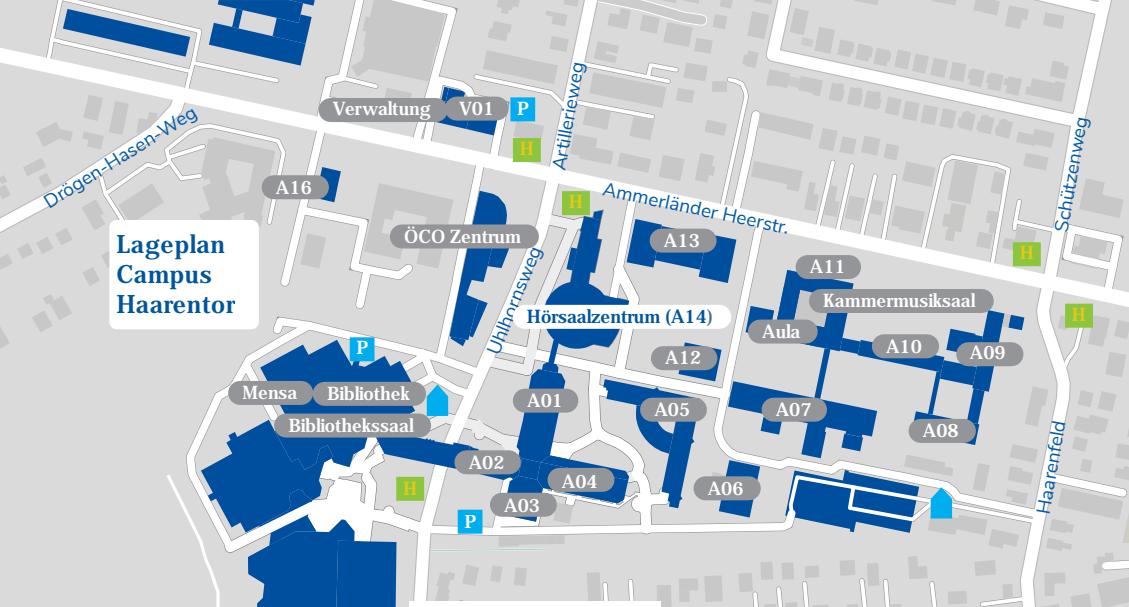 Verwaltung
V01
P
H
Artillerieweg
Schützenweg
Drögen-Hasen-Weg
A16
H
Ammerländer Heerstr.
Lageplan
Campus
Haarentor
ÖCO Zentrum
A13
H
A11
Kammermusiksaal
Uhlhornsweg
Hörsaalzentrum (A14)
H
Aula
P
A12
A10
A09
Mensa
Bibliothek
A01
A05
A07
Bibliothekssaal
A08
A02
A04
A06
Haarenfeld
H
A03
P